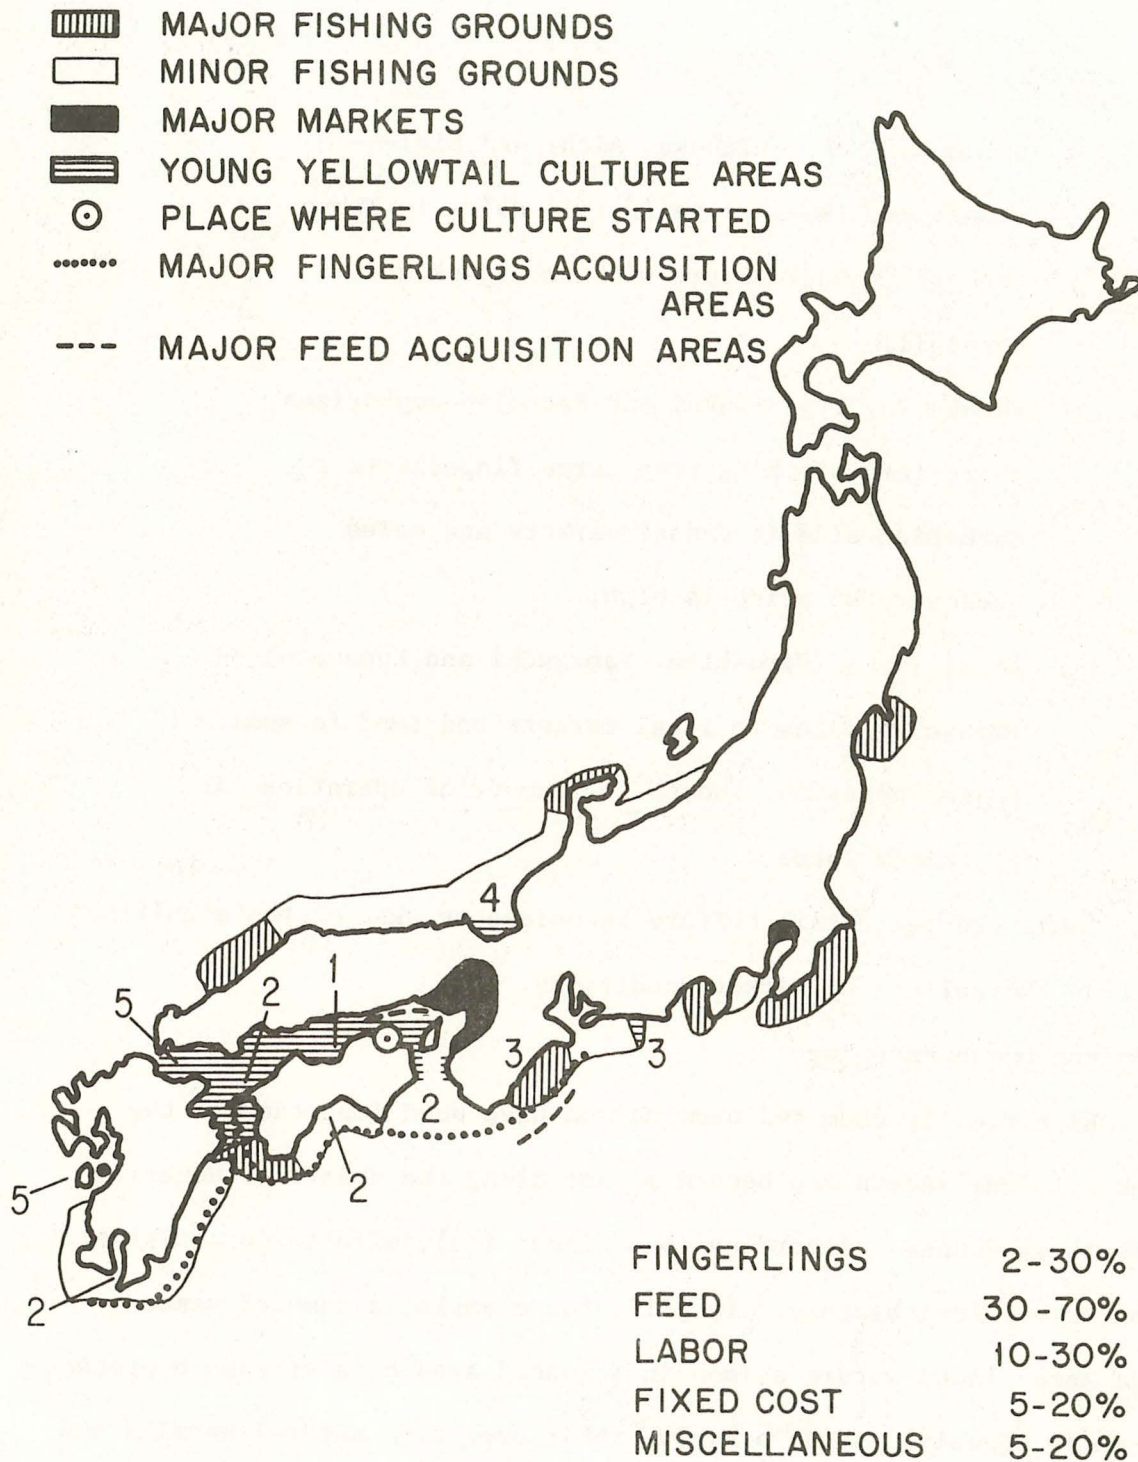 MAJOR FISHING GROUNDS
MINOR FISHING GROUNDS
MAJOR MARKETS
YOUNG YELLOWTAIL CULTURE AREAS
PLACE WHERE CULTURE STARTED
MAJOR FINGERLINGS ACQUISITION
AREAS
MAJOR FEED ACQUISITION AREAS
4
1
2
5
3
3
2
2
5
2
FINGERLINGS 2-30%
FEED 30-70%
LABOR 10-30%
FIXED COST 5-20%
MISCELLANEOUS 5-20%